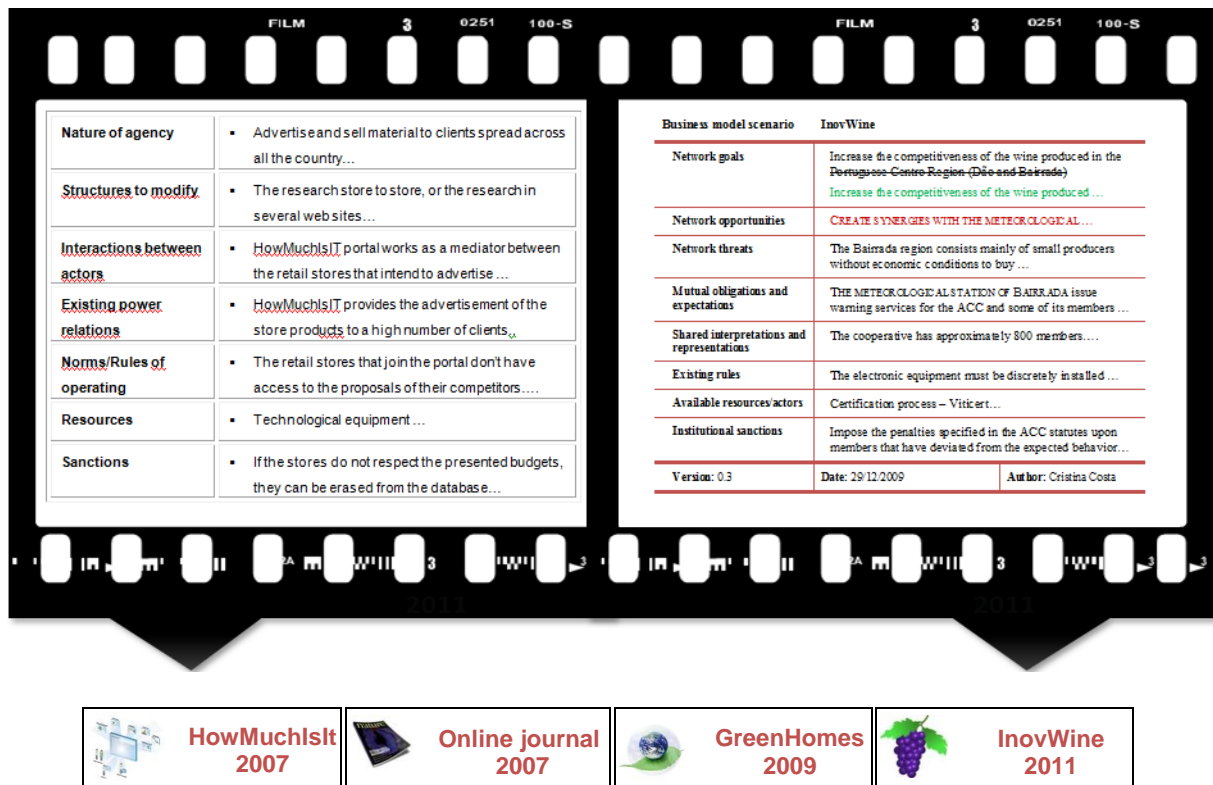 FILM 3 0251 100-S FILM 3 0251 100-S
Nature of agency
▪ Advertise and sell material to clients spread across
all the country…
Structures to modify
▪ The research store to store, or the research in
several web sites…
Interactions between
actors
▪ HowMuchIsIT portal works as a mediator between
the retail stores that intend to advertise …
Existing power
relations
▪ HowMuchIsIT provides the advertisement of the
store products to a high number of clients,,
Norms/Rules of
operating
▪ The retail stores that join the portal don't have
access to the proposals of their competitors….
Resources
▪ Technological equipment …
Sanctions
▪ If the stores do not respect the presented budgets,
they can be erased from the database…
Business model scenario InovWine
Network goals
Increase the competitiveness of the wine produced in the
Portuguese Centro Region (Dão and Bairrada)
Increase the competitiveness of the wine produced …
Network opportunities
CREATE SYNERGIES WITH THE METEOROLOGICAL …
Network threats
The Bairrada region consists mainly of small producers
without economic conditions to buy …
Mutual obligations and
expectations
THE METEOROLOGICAL STATION OF BAIRRADA issue
warning services for the ACC and some of its members …
Shared interpretations and
representations
The cooperative has approximately 800 members….
Existing rules
The electronic equipment must be discretely installed …
Available resources/actors
Certification process – Viticert…
Institutional sanctions
Impose the penalties specified in the ACC statutes upon
members that have deviated from the expected behavior…
Version: 0.3 Date: 29/12/2009 Author: Cristina Costa
2A 3 3 2A 3 3 3
2011 2011
HowMuchIsIt
2007
Online journal
2007
GreenHomes
2009
InovWine
2011